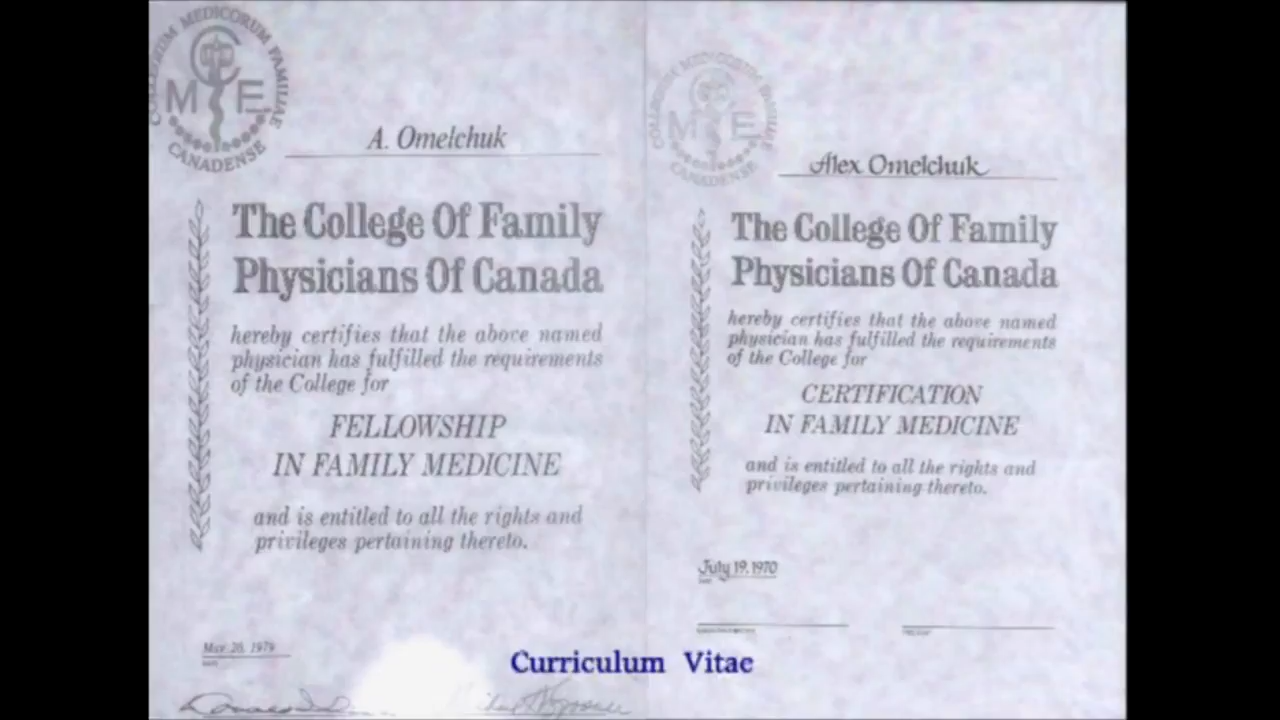 COLLEGIUM MEDICORUM FAMILIAE CANADENSE
M F
A. Omelchuk
The College Of Family
Physicians Of Canada
hereby certifies that the above named
physician has fulfilled the requirements
of the College for
FELLOWSHIP
IN FAMILY MEDICINE
and is entitled to all the rights and
privileges pertaining thereto.
1979
COLLEGIUM MEDICORUM FAMILIAE CANADENSE
M F
Alex Omelchuk
The College Of Family
Physicians Of Canada
hereby certifies that the above named
physician has fulfilled the requirements
of the College for
CERTIFICATION
IN FAMILY MEDICINE
and is entitled to all the rights and
privileges pertaining thereto.
July 19, 1970
Curriculum Vitae